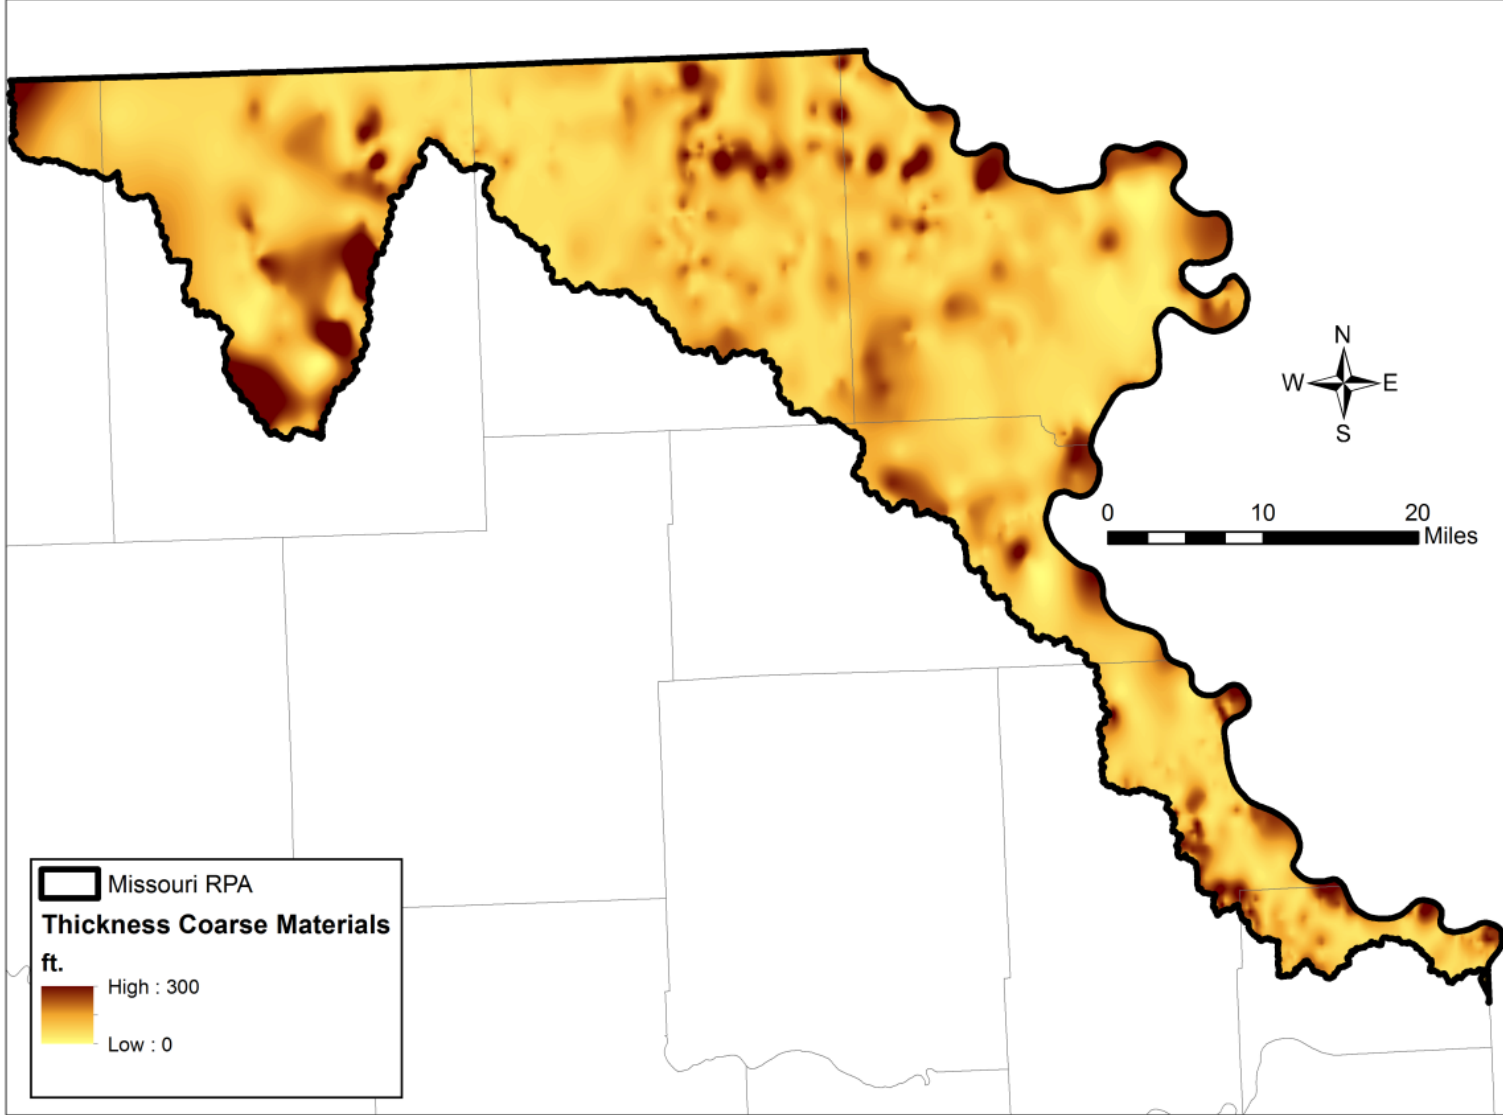 N
W E
S
0 10 20
Miles
Missouri RPA
Thickness Coarse Materials
ft.
High : 300
Low : 0